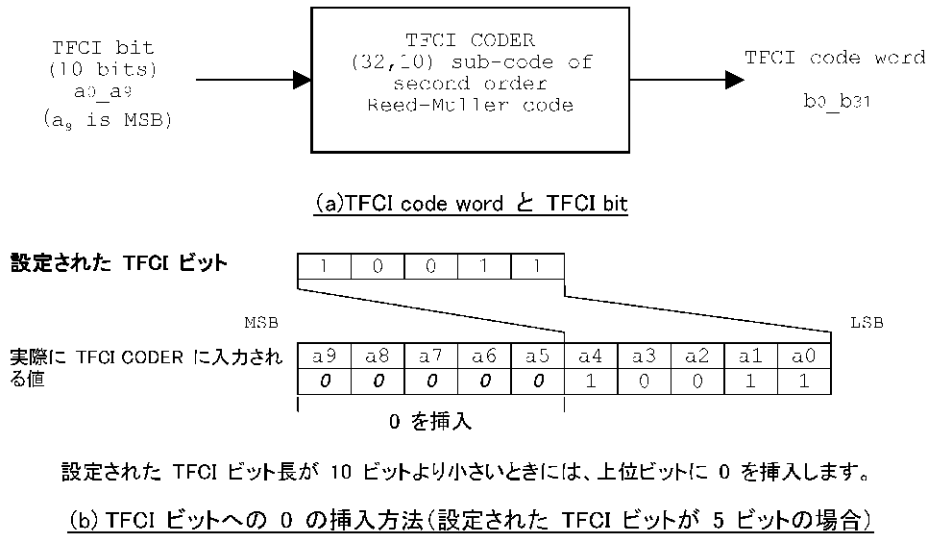 TFCI bit
(10 bits)
a0_a9
(a9 is MSB)
TFCI CODER
(32,10) sub-code of
second order
Reed-Muller code
TFCI code word
b0_b31
(a)TFCI code word と TFCI bit
設定された TFCI ビット
1 0 0 1 1
MSB
LSB
実際に TFCI CODER に入力され
る値
a9 a8 a7 a6 a5 a4 a3 a2 a1 a0
0 0 0 0 0 1 0 0 1 1
0 を挿入
設定された TFCI ビット長が 10 ビットより小さいときには、上位ビットに 0 を挿入します。
(b) TFCI ビットへの 0 の挿入方法(設定された TFCI ビットが 5 ビットの場合)